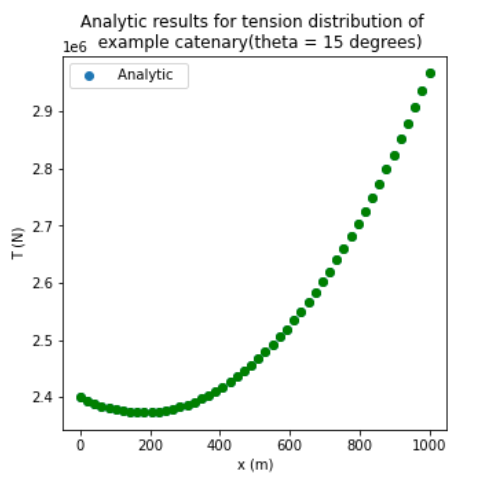 Analytic results for tension distribution of
example catenary(theta = 15 degrees)
1e6
Analytic
2.9
2.8
2.7
2.6
2.5
2.4
T (N)
0 200 400 600 800 1000
x (m)